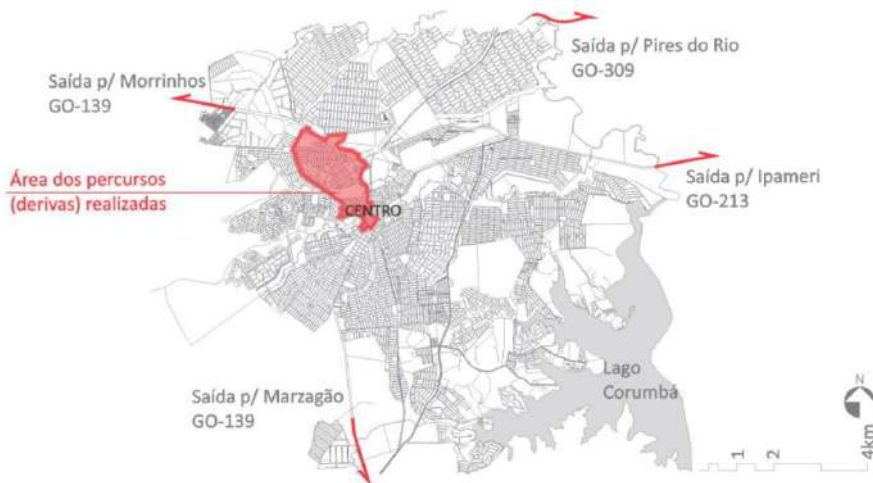 Saída p/ Pires do Rio
GO-309
Saída p/ Morrinhos
GO-139
Área dos percursos
(derivas) realizadas
CENTRO
Saída p/ Ipameri
GO-213
Lago
Corumbá
Saída p/ Marzagão
GO-139
N
1
2
4km